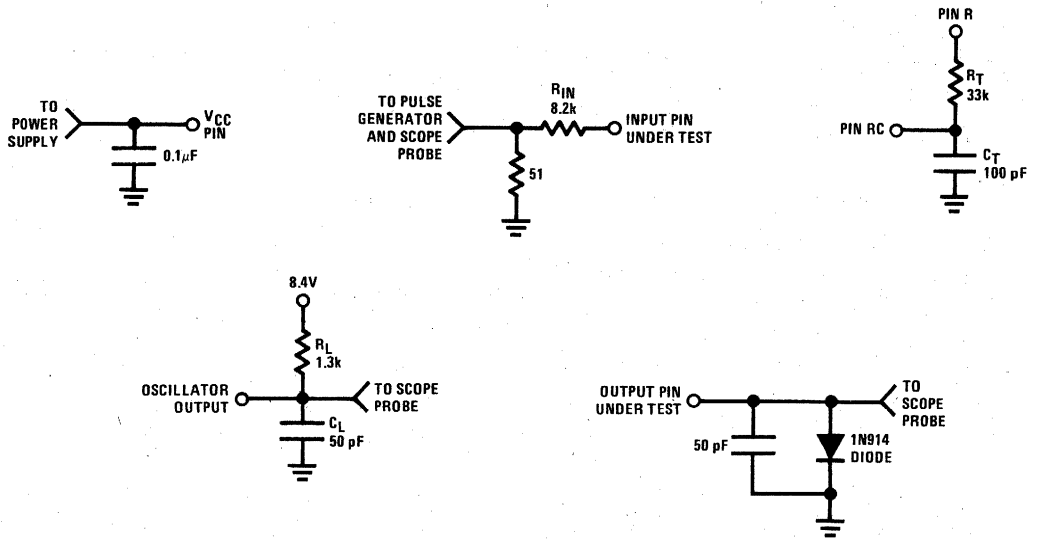 TO
POWER
SUPPLY
VCC
PIN
0.1µF
TO PULSE
GENERATOR
AND SCOPE
PROBE
RIN
8.2k
INPUT PIN
UNDER TEST
51
PIN R
RT
33k
PIN RC
CT
100 pF
8.4V
RL
1.3k
OSCILLATOR
OUTPUT
TO SCOPE
PROBE
CL
50 pF
OUTPUT PIN
UNDER TEST
TO
SCOPE
PROBE
50 pF
1N914
DIODE